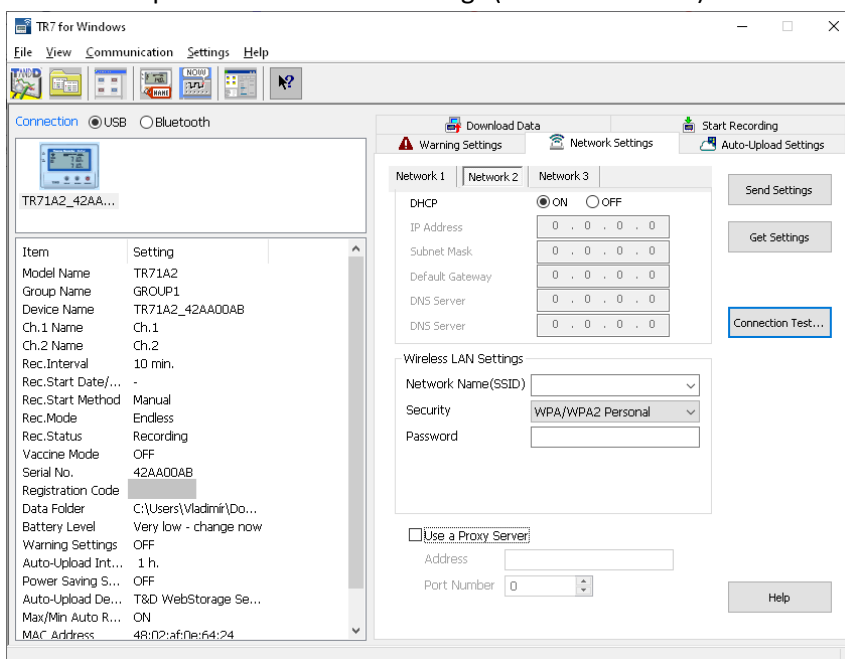 TR7 for Windows
File View Communication Settings Help
Connection USB Bluetooth
TR71A2_42AA...
Item Setting
Model Name TR71A2
Group Name GROUP1
Device Name TR71A2_42AA00AB
Ch.1 Name Ch.1
Ch.2 Name Ch.2
Rec.Interval 10 min.
Rec.Start Date/... -
Rec.Start Method Manual
Rec.Mode Endless
Rec.Status Recording
Vaccine Mode OFF
Serial No. 42AA00AB
Registration Code
Data Folder C:\Users\Vladimír\Do...
Battery Level Very low - change now
Warning Settings OFF
Auto-Upload Int... 1 h.
Power Saving S... OFF
Auto-Upload De... T&D WebStorage Se...
Max/Min Auto R... ON
MAC Address 48:02:af:0e:64:24
Download Data Start Recording
Warning Settings Network Settings Auto-Upload Settings
Network 1 Network 2 Network 3
DHCP ON OFF
IP Address 0 . 0 . 0 . 0
Subnet Mask 0 . 0 . 0 . 0
Default Gateway 0 . 0 . 0 . 0
DNS Server 0 . 0 . 0 . 0
DNS Server 0 . 0 . 0 . 0
Wireless LAN Settings
Network Name(SSID)
Security WPA/WPA2 Personal
Password
Use a Proxy Server
Address
Port Number 0
Send Settings
Get Settings
Connection Test...
Help